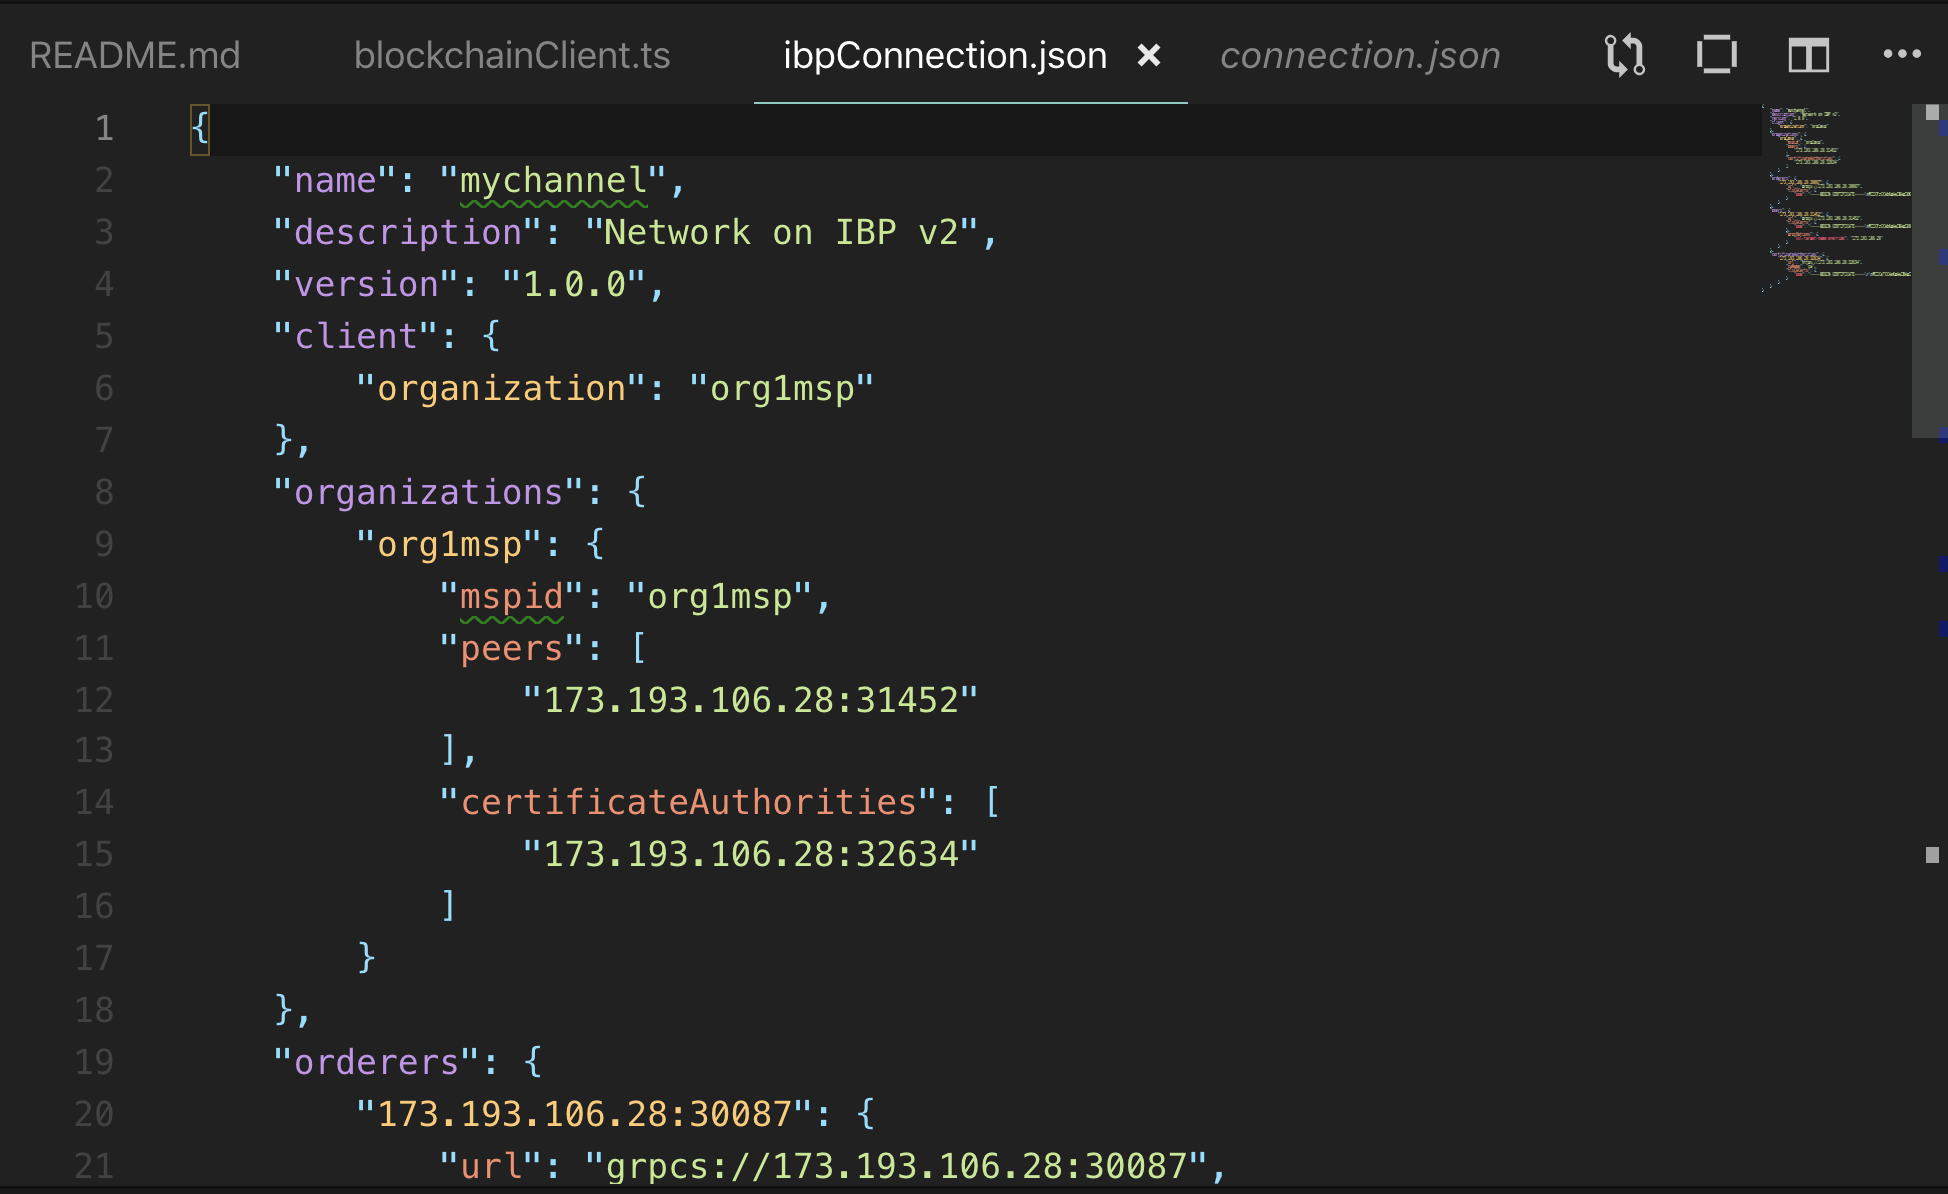 README.md blockchainClient.ts ibpConnection.json × connection.json
1 {
2 "name": "mychannel",
3 "description": "Network on IBP v2",
4 "version": "1.0.0",
5 "client": {
6 "organization": "org1msp"
7 },
8 "organizations": {
9 "org1msp": {
10 "mspid": "org1msp",
11 "peers": [
12 "173.193.106.28:31452"
13 ],
14 "certificateAuthorities": [
15 "173.193.106.28:32634"
16 ]
17 }
18 },
19 "orderers": {
20 "173.193.106.28:30087": {
21 "url": "grpcs://173.193.106.28:30087",